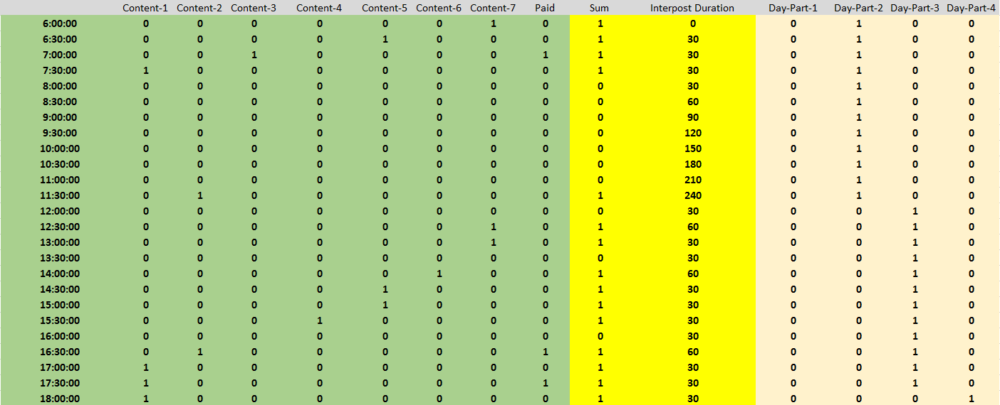 Content-1 Content-2 Content-3 Content-4 Content-5 Content-6 Content-7 Paid Sum Interpost Duration Day-Part-1 Day-Part-2 Day-Part-3 Day-Part-4
6:00:00 0 0 0 0 0 0 1 0 1 0 0 1 0 0
6:30:00 0 0 0 0 1 0 0 0 1 30 0 1 0 0
7:00:00 0 0 1 0 0 0 0 1 1 30 0 1 0 0
7:30:00 1 0 0 0 0 0 0 0 1 30 0 1 0 0
8:00:00 0 0 0 0 0 0 0 0 0 30 0 1 0 0
8:30:00 0 0 0 0 0 0 0 0 0 60 0 1 0 0
9:00:00 0 0 0 0 0 0 0 0 0 90 0 1 0 0
9:30:00 0 0 0 0 0 0 0 0 0 120 0 1 0 0
10:00:00 0 0 0 0 0 0 0 0 0 150 0 1 0 0
10:30:00 0 0 0 0 0 0 0 0 0 180 0 1 0 0
11:00:00 0 0 0 0 0 0 0 0 0 210 0 1 0 0
11:30:00 0 1 0 0 0 0 0 0 1 240 0 1 0 0
12:00:00 0 0 0 0 0 0 0 0 0 30 0 0 1 0
12:30:00 0 0 0 0 0 0 1 0 1 60 0 0 1 0
13:00:00 0 0 0 0 0 0 1 0 1 30 0 0 1 0
13:30:00 0 0 0 0 0 0 0 0 0 30 0 0 1 0
14:00:00 0 0 0 0 0 1 0 0 1 60 0 0 1 0
14:30:00 0 0 0 0 1 0 0 0 1 30 0 0 1 0
15:00:00 0 0 0 0 1 0 0 0 1 30 0 0 1 0
15:30:00 0 0 0 1 0 0 0 0 1 30 0 0 1 0
16:00:00 0 0 0 0 0 0 0 0 0 30 0 0 1 0
16:30:00 0 1 0 0 0 0 0 1 1 60 0 0 1 0
17:00:00 1 0 0 0 0 0 0 0 1 30 0 0 1 0
17:30:00 1 0 0 0 0 0 0 1 1 30 0 0 1 0
18:00:00 1 0 0 0 0 0 0 0 1 30 0 0 0 1